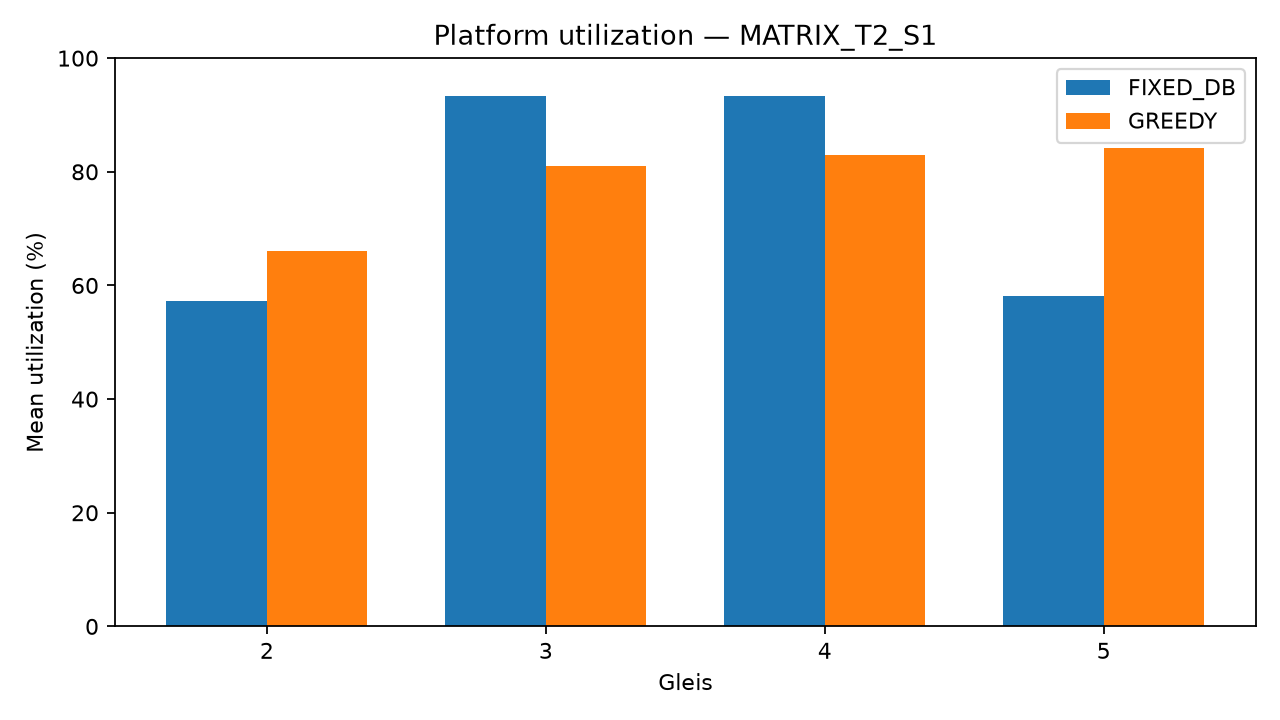 Platform utilization — MATRIX_T2_S1
FIXED_DB
GREEDY
Mean utilization (%)
100
80
60
40
20
0
2 3 4 5
Gleis